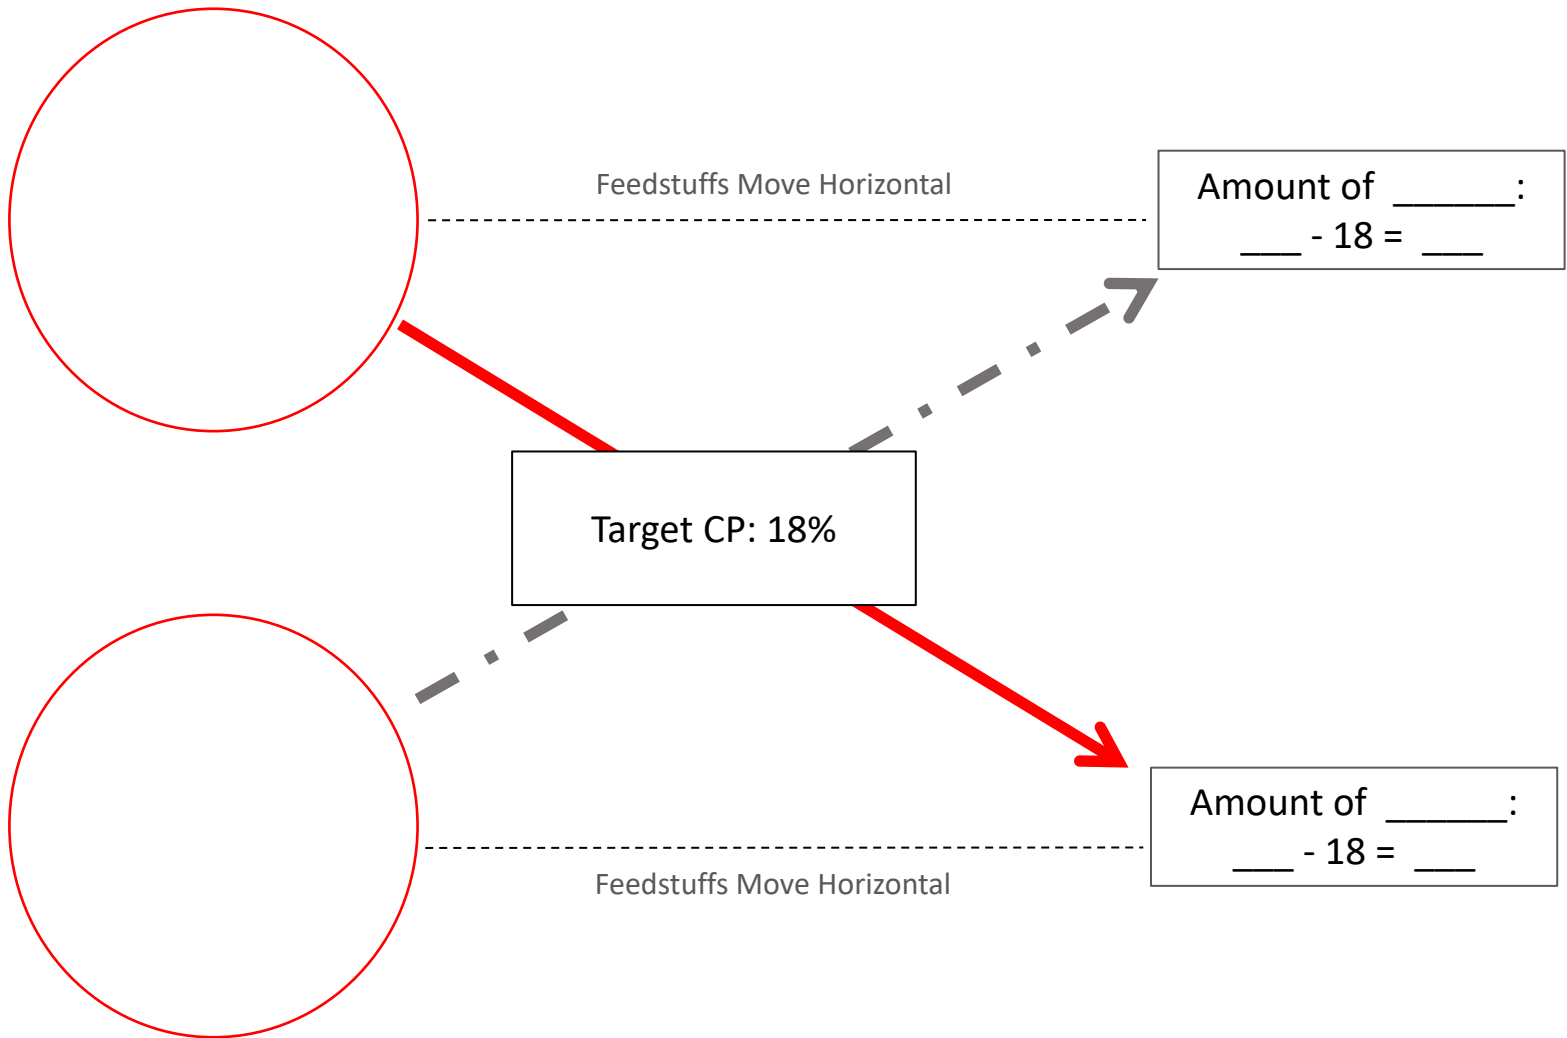 Feedstuffs Move Horizontal
Amount of ______:
___ - 18 = ___
Target CP: 18%
Amount of ______:
___ - 18 = ___
Feedstuffs Move Horizontal